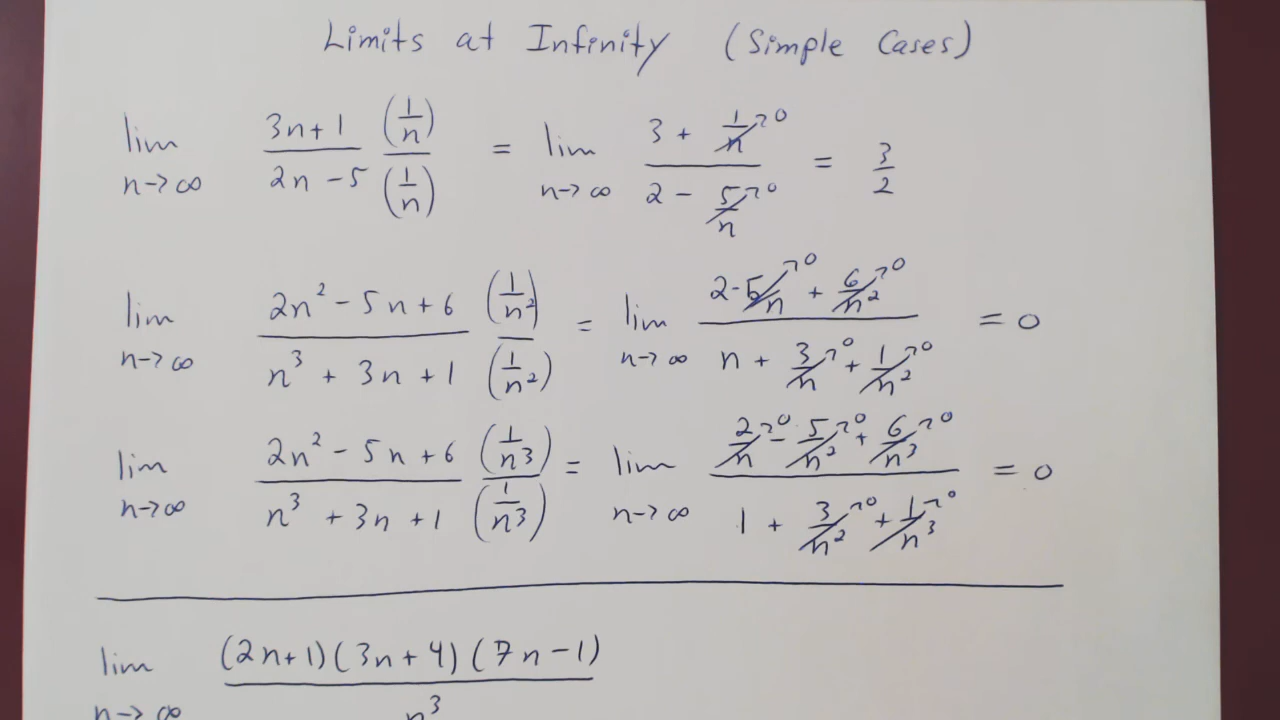 Limits at Infinity (Simple Cases)
lim n→∞ (3n+1)/(2n-5) (1/n)/(1/n) = lim n→∞ (3 + 1/n→0)/(2 - 5/n→0) = 3/2
lim n→∞ (2n² - 5n + 6)/(n³ + 3n + 1) (1/n²)/(1/n²) = lim n→∞ (2 - 5/n→0 + 6/n²→0)/(n + 3/n→0 + 1/n²→0) = 0
lim n→∞ (2n² - 5n + 6)/(n³ + 3n + 1) (1/n³)/(1/n³) = lim n→∞ (2/n→0 - 5/n²→0 + 6/n³→0)/(1 + 3/n²→0 + 1/n³→0) = 0
lim n→∞ (2n+1)(3n+4)(7n-1)/n³